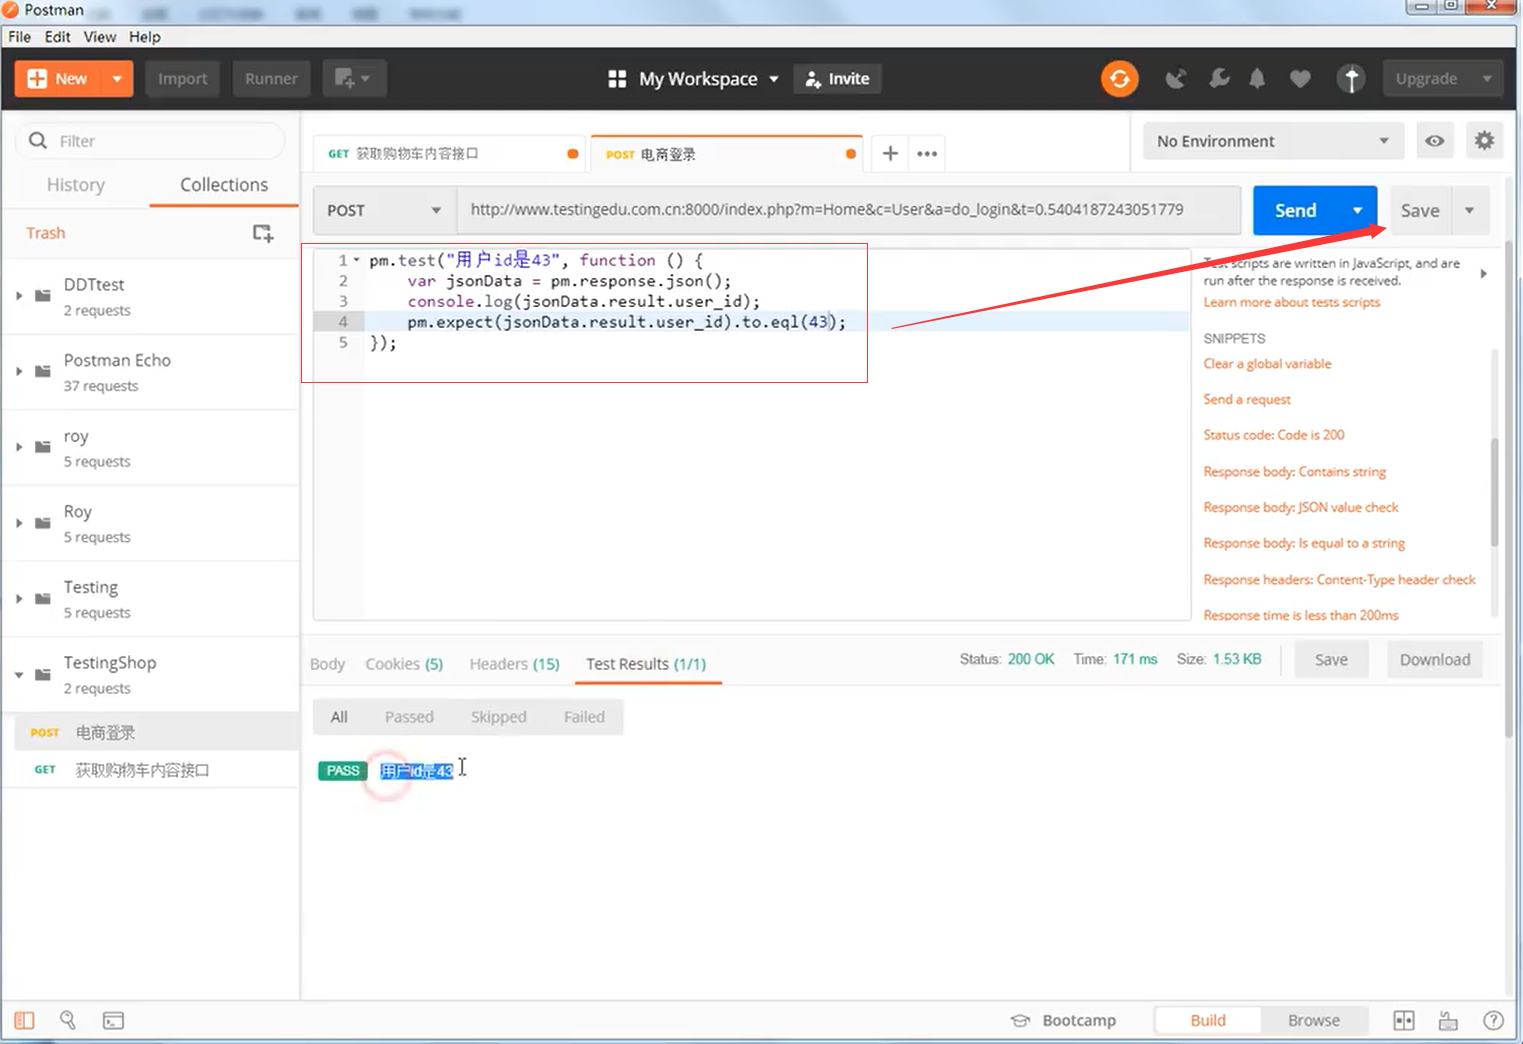 Postman
File Edit View Help
New Import Runner My Workspace Invite Upgrade
Filter
History Collections
Trash
DDTtest
2 requests
Postman Echo
37 requests
roy
5 requests
Roy
5 requests
Testing
5 requests
TestingShop
2 requests
POST 电商登录
GET 获取购物车内容接口
GET 获取购物车内容接口 POST 电商登录
No Environment
POST http://www.testingedu.com.cn:8000/index.php?m=Home&c=User&a=do_login&t=0.5404187243051779 Send Save
1 pm.test("用户id是43", function () {
2 var jsonData = pm.response.json();
3 console.log(jsonData.result.user_id);
4 pm.expect(jsonData.result.user_id).to.eql(43);
5 });
Test scripts are written in JavaScript, and are
run after the response is received.
Learn more about tests scripts
SNIPPETS
Clear a global variable
Send a request
Status code: Code is 200
Response body: Contains string
Response body: JSON value check
Response body: Is equal to a string
Response headers: Content-Type header check
Response time is less than 200ms
Body Cookies (5) Headers (15) Test Results (1/1) Status: 200 OK Time: 171 ms Size: 1.53 KB Save Download
All Passed Skipped Failed
PASS 用户id是43
Bootcamp Build Browse